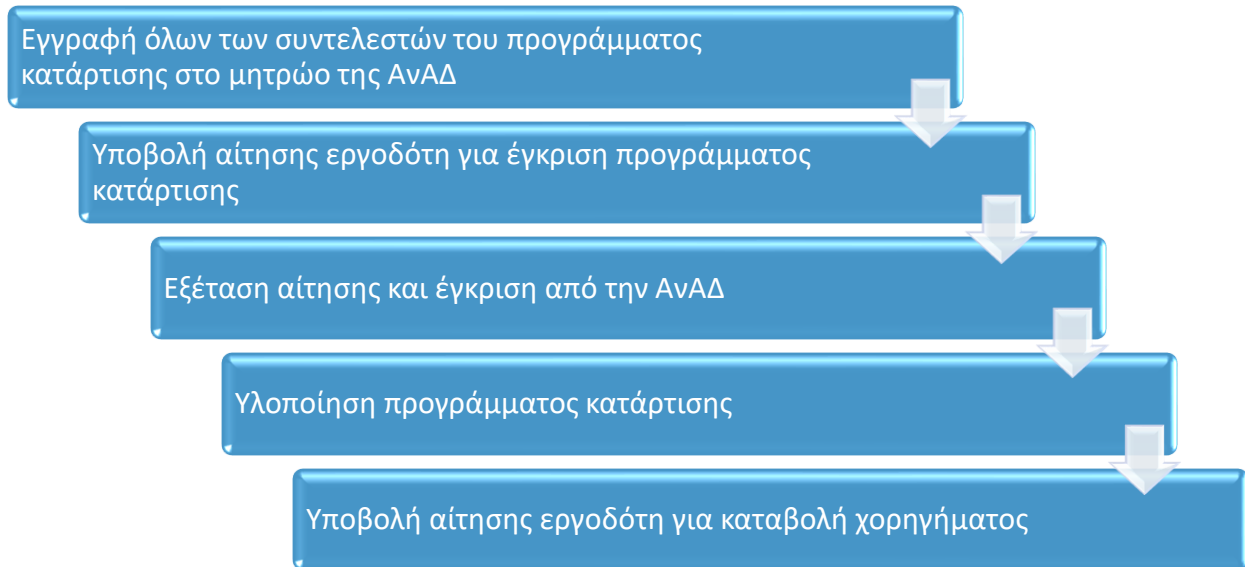 Εγγραφή όλων των συντελεστών του προγράμματος
κατάρτισης στο μητρώο της ΑνΑΔ
Υποβολή αίτησης εργοδότη για έγκριση προγράμματος
κατάρτισης
Εξέταση αίτησης και έγκριση από την ΑνΑΔ
Υλοποίηση προγράμματος κατάρτισης
Υποβολή αίτησης εργοδότη για καταβολή χορηγήματος